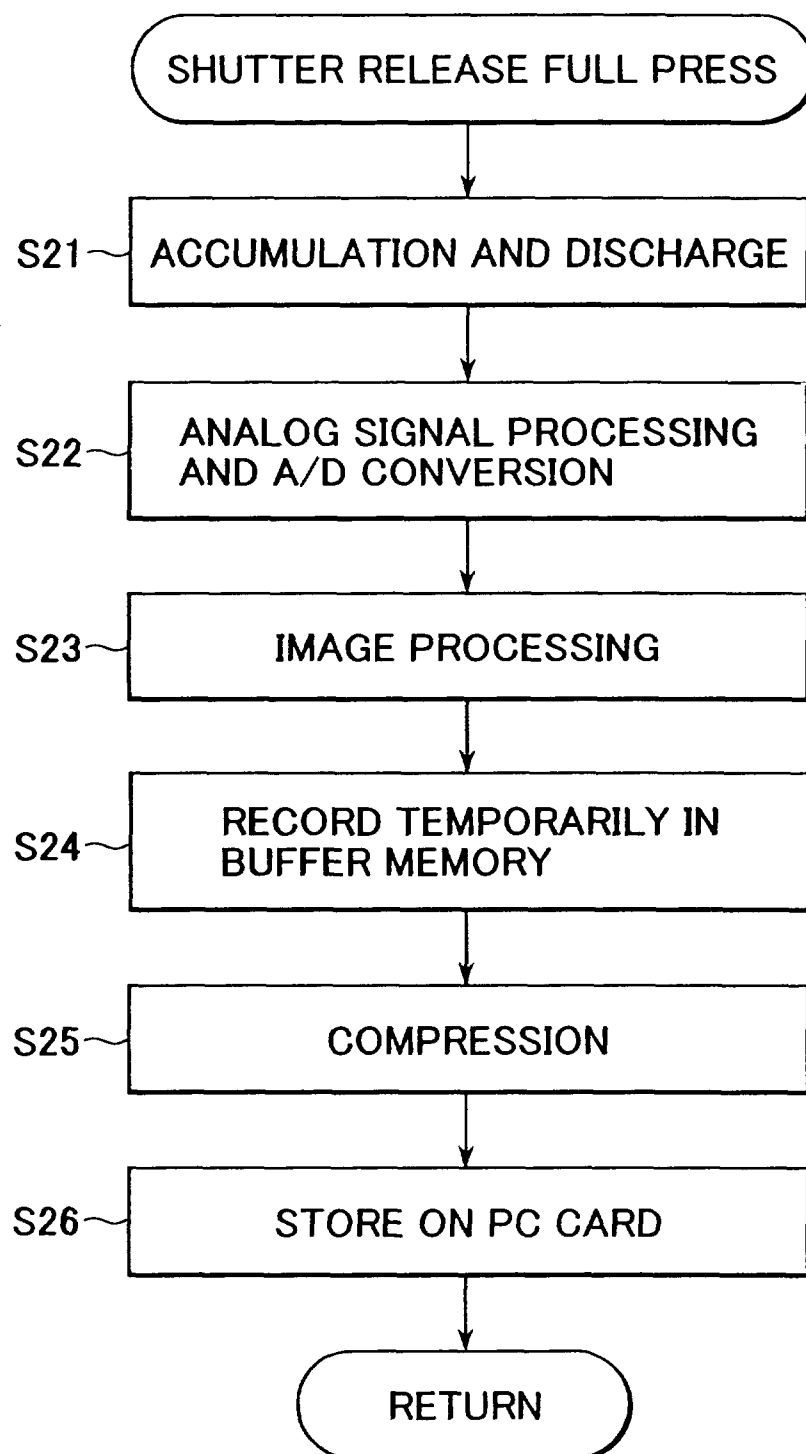 SHUTTER RELEASE FULL PRESS
S21
ACCUMULATION AND DISCHARGE
S22
ANALOG SIGNAL PROCESSING
AND A/D CONVERSION
S23
IMAGE PROCESSING
S24
RECORD TEMPORARILY IN
BUFFER MEMORY
S25
COMPRESSION
S26
STORE ON PC CARD
RETURN